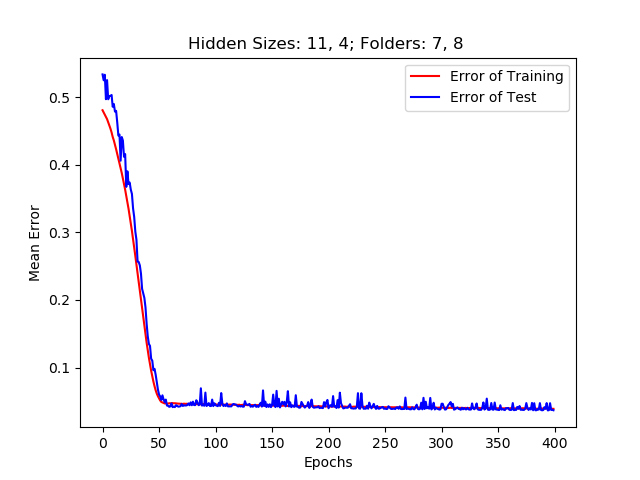 Hidden Sizes: 11, 4; Folders: 7, 8
Error of Training
Error of Test
Mean Error
0.5
0.4
0.3
0.2
0.1
0 50 100 150 200 250 300 350 400
Epochs